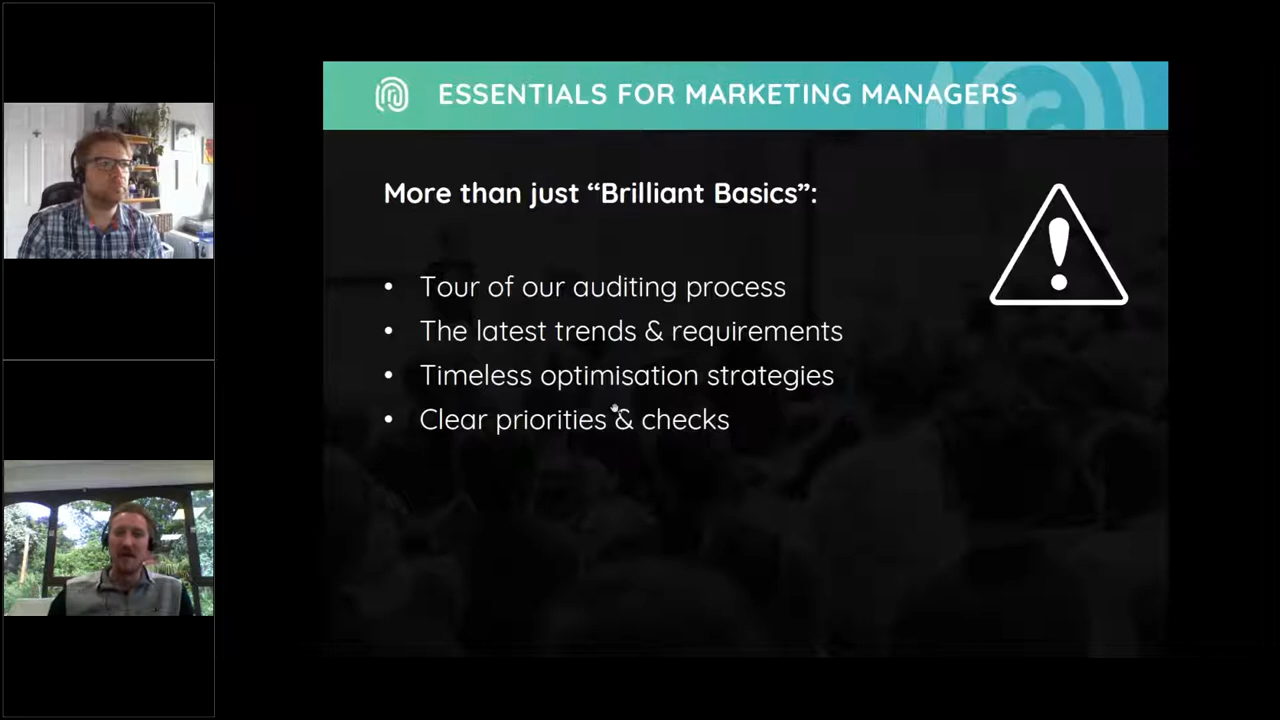 ESSENTIALS FOR MARKETING MANAGERS
More than just “Brilliant Basics”:
• Tour of our auditing process
• The latest trends & requirements
• Timeless optimisation strategies
• Clear priorities & checks